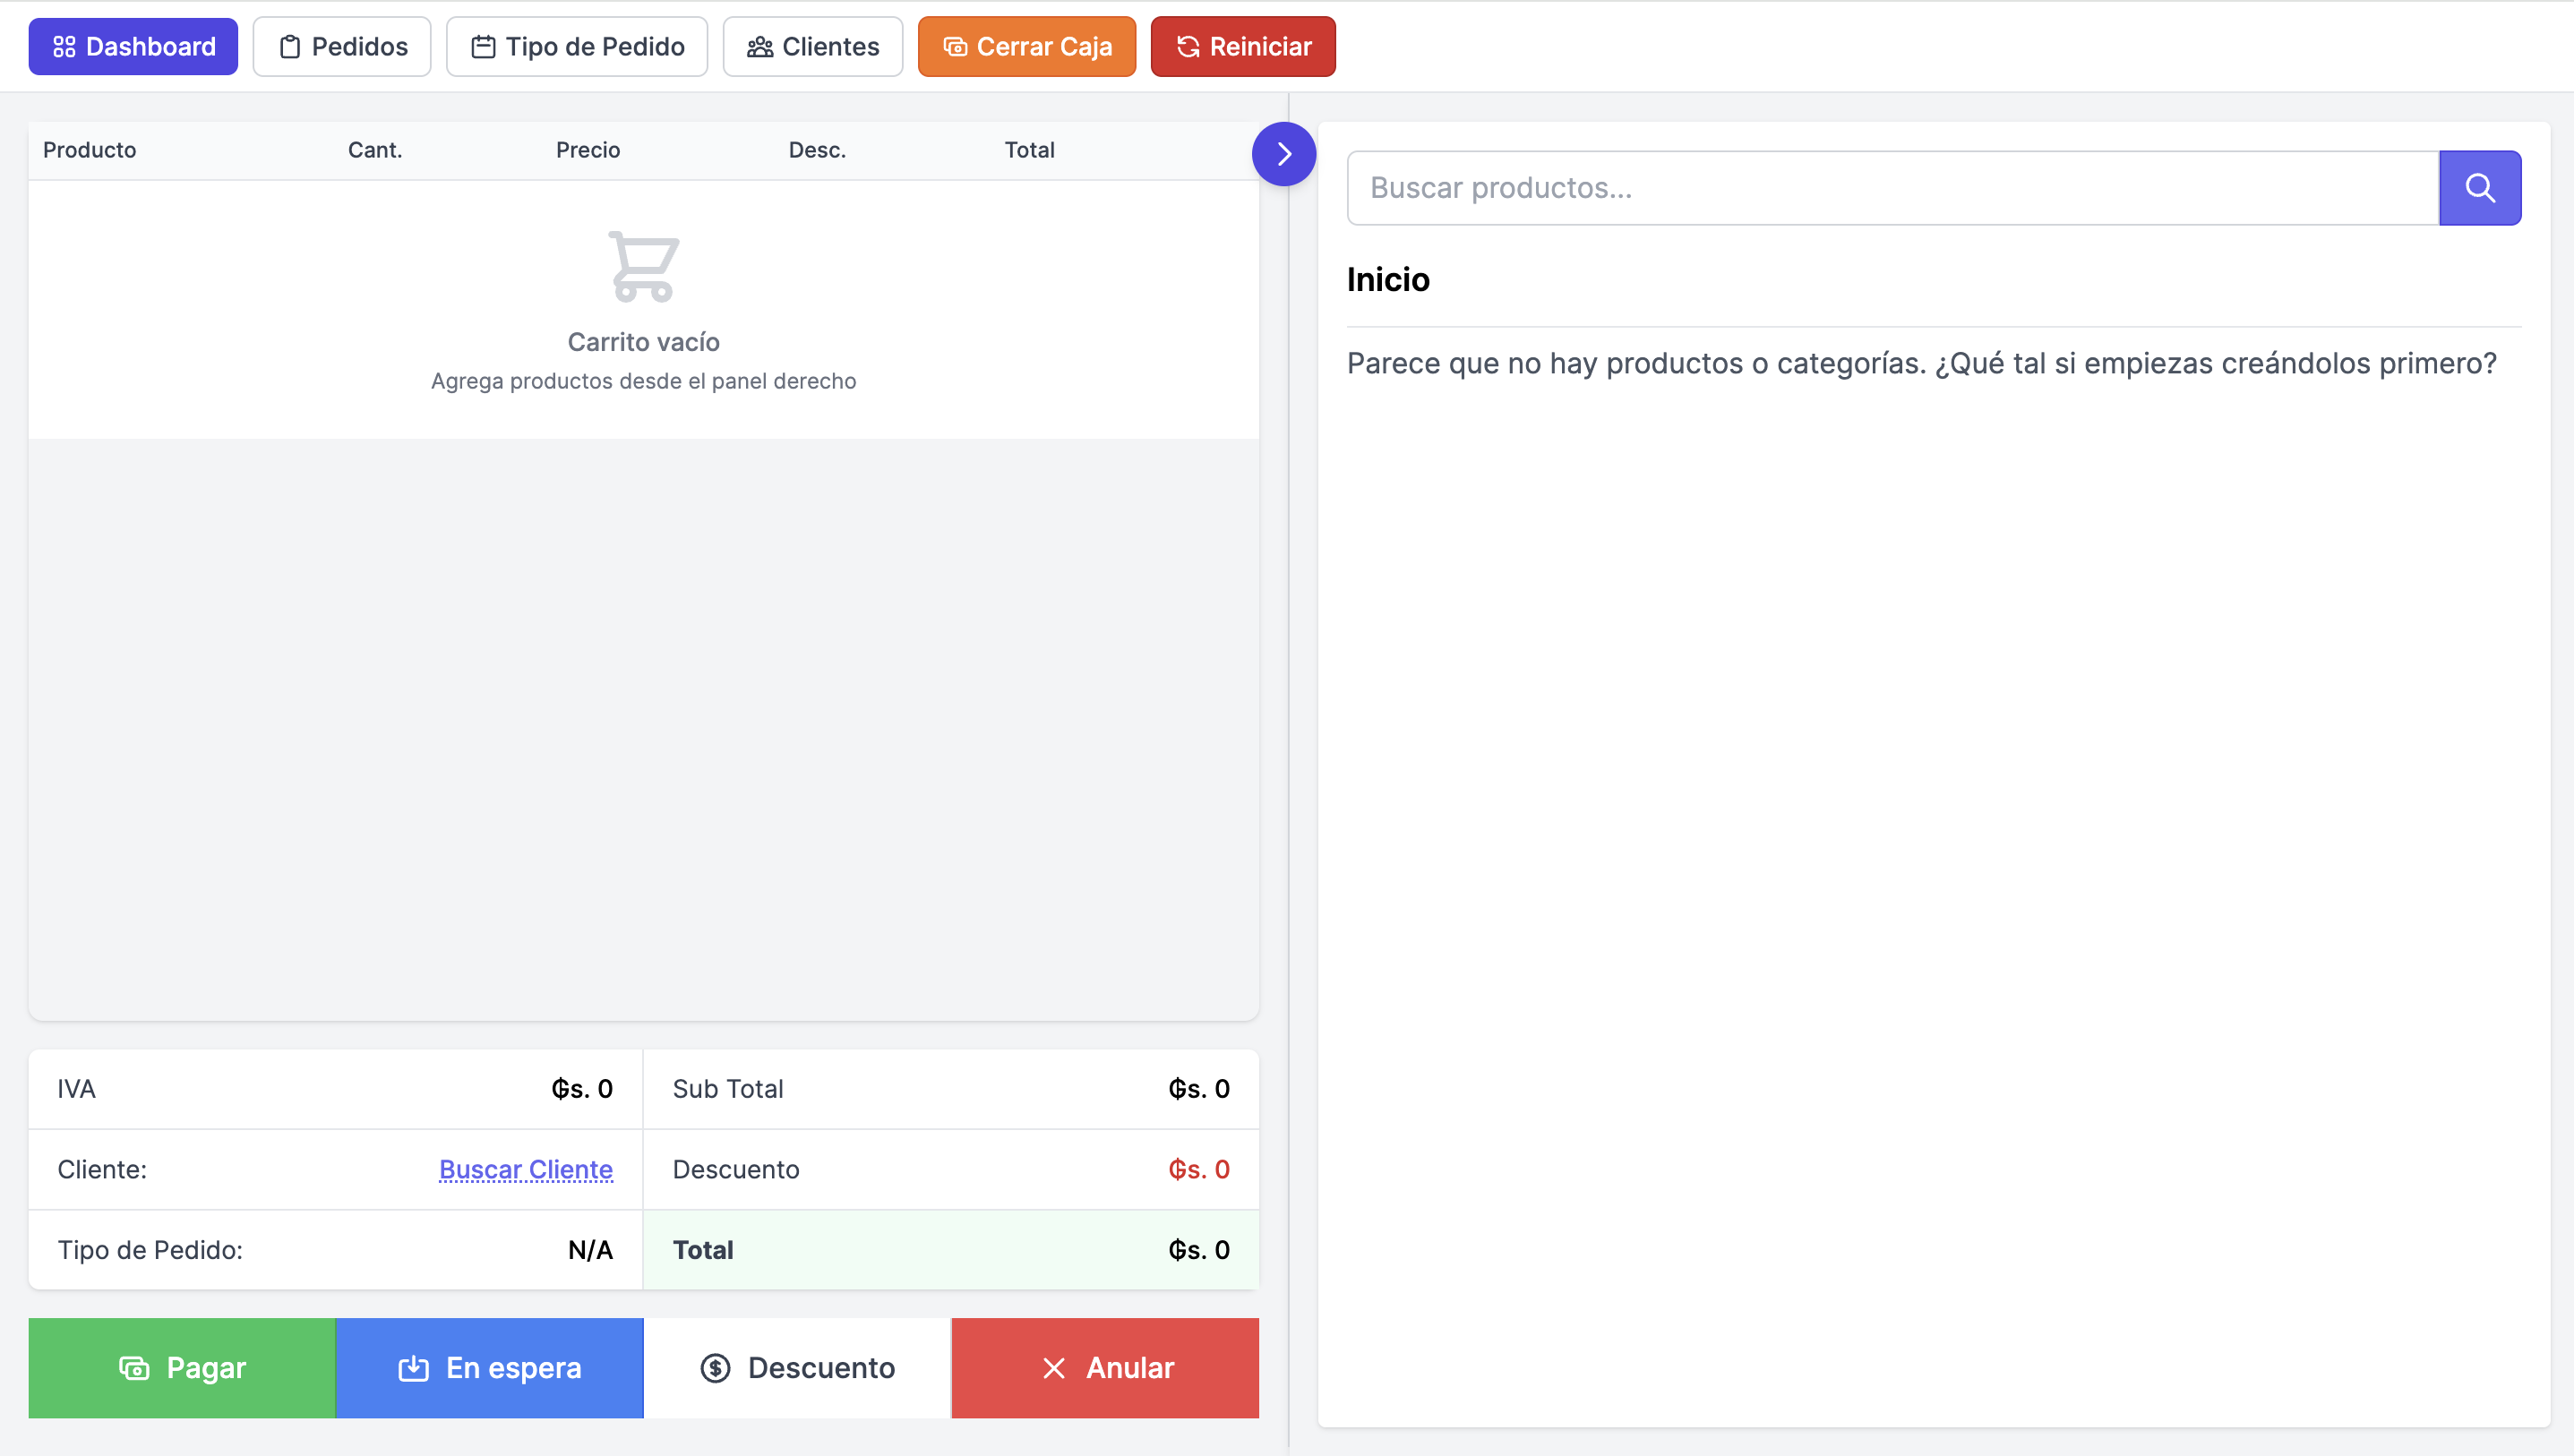 Dashboard Pedidos Tipo de Pedido Clientes Cerrar Caja Reiniciar
Producto Cant. Precio Desc. Total
Carrito vacío
Agrega productos desde el panel derecho
IVA ₲s. 0 Sub Total ₲s. 0
Cliente: Buscar Cliente Descuento ₲s. 0
Tipo de Pedido: N/A Total ₲s. 0
Pagar En espera Descuento Anular
Buscar productos...
Inicio
Parece que no hay productos o categorías. ¿Qué tal si empiezas creándolos primero?